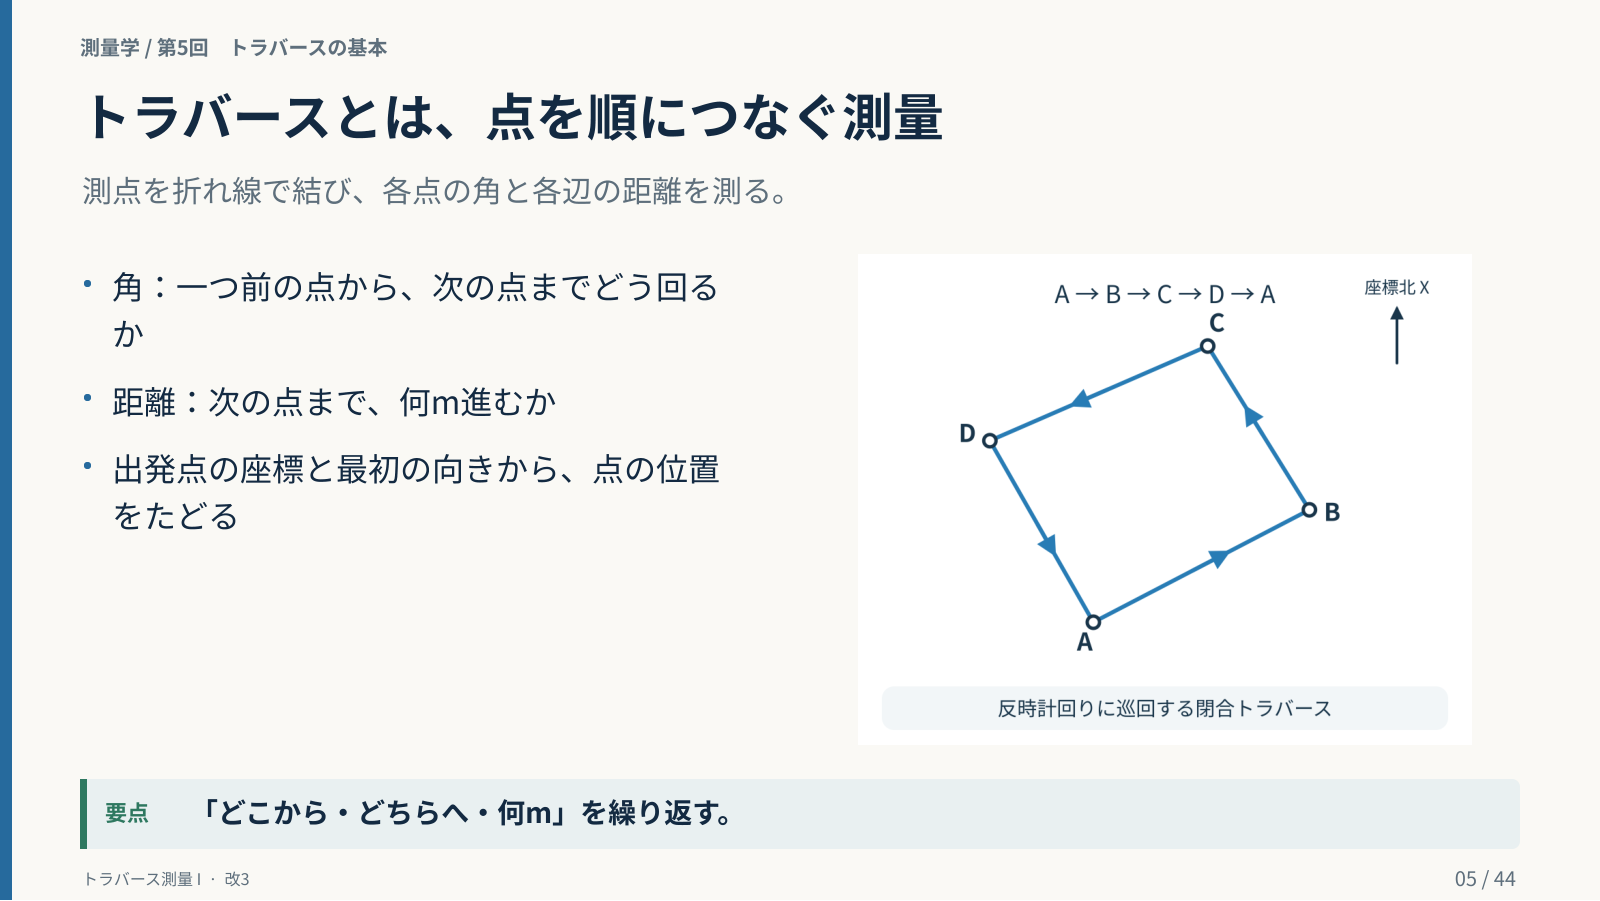 測量学 / 第5回　トラバースの基本
トラバースとは、点を順につなぐ測量
測点を折れ線で結び、各点の角と各辺の距離を測る。
• 角：一つ前の点から、次の点までどう回る
か
• 距離：次の点まで、何m進むか
• 出発点の座標と最初の向きから、点の位置
をたどる
A → B → C → D → A
座標北 X
C
D
B
A
反時計回りに巡回する閉合トラバース
要点　「どこから・どちらへ・何m」を繰り返す。
トラバース測量 I · 改3
05 / 44